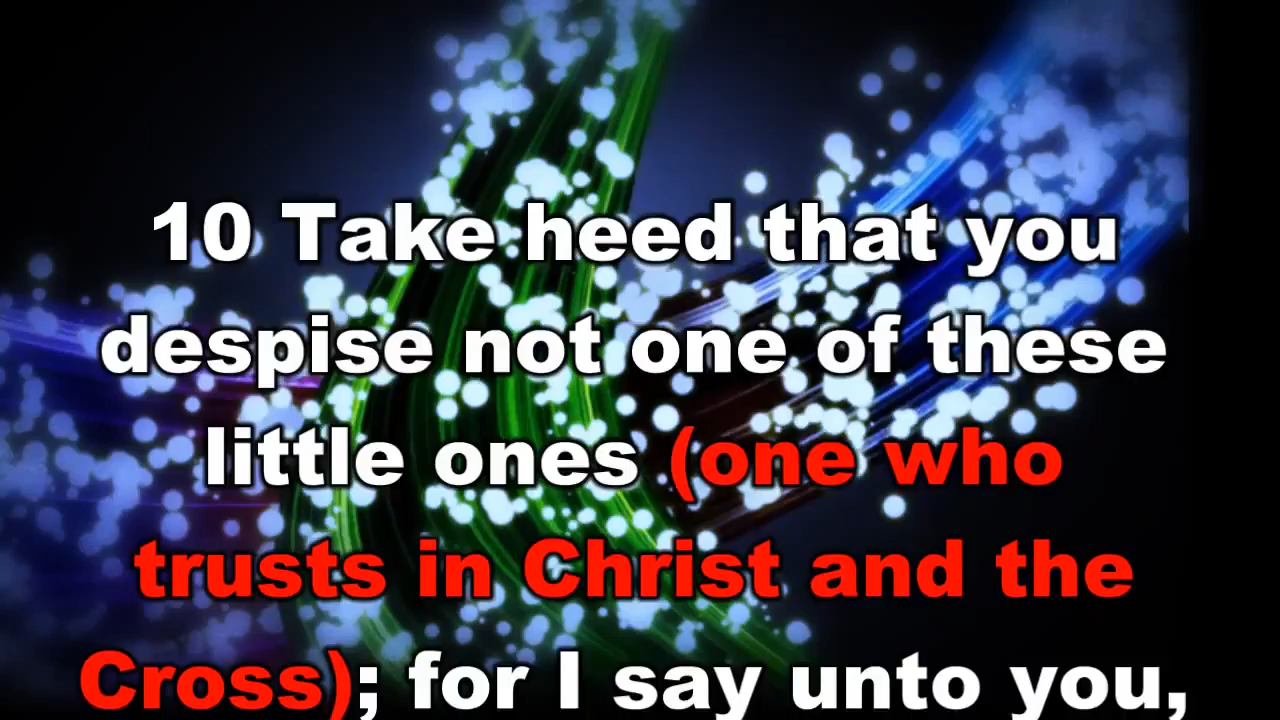 10 Take heed that you
despise not one of these
little ones (one who
trusts in Christ and the
Cross); for I say unto you,